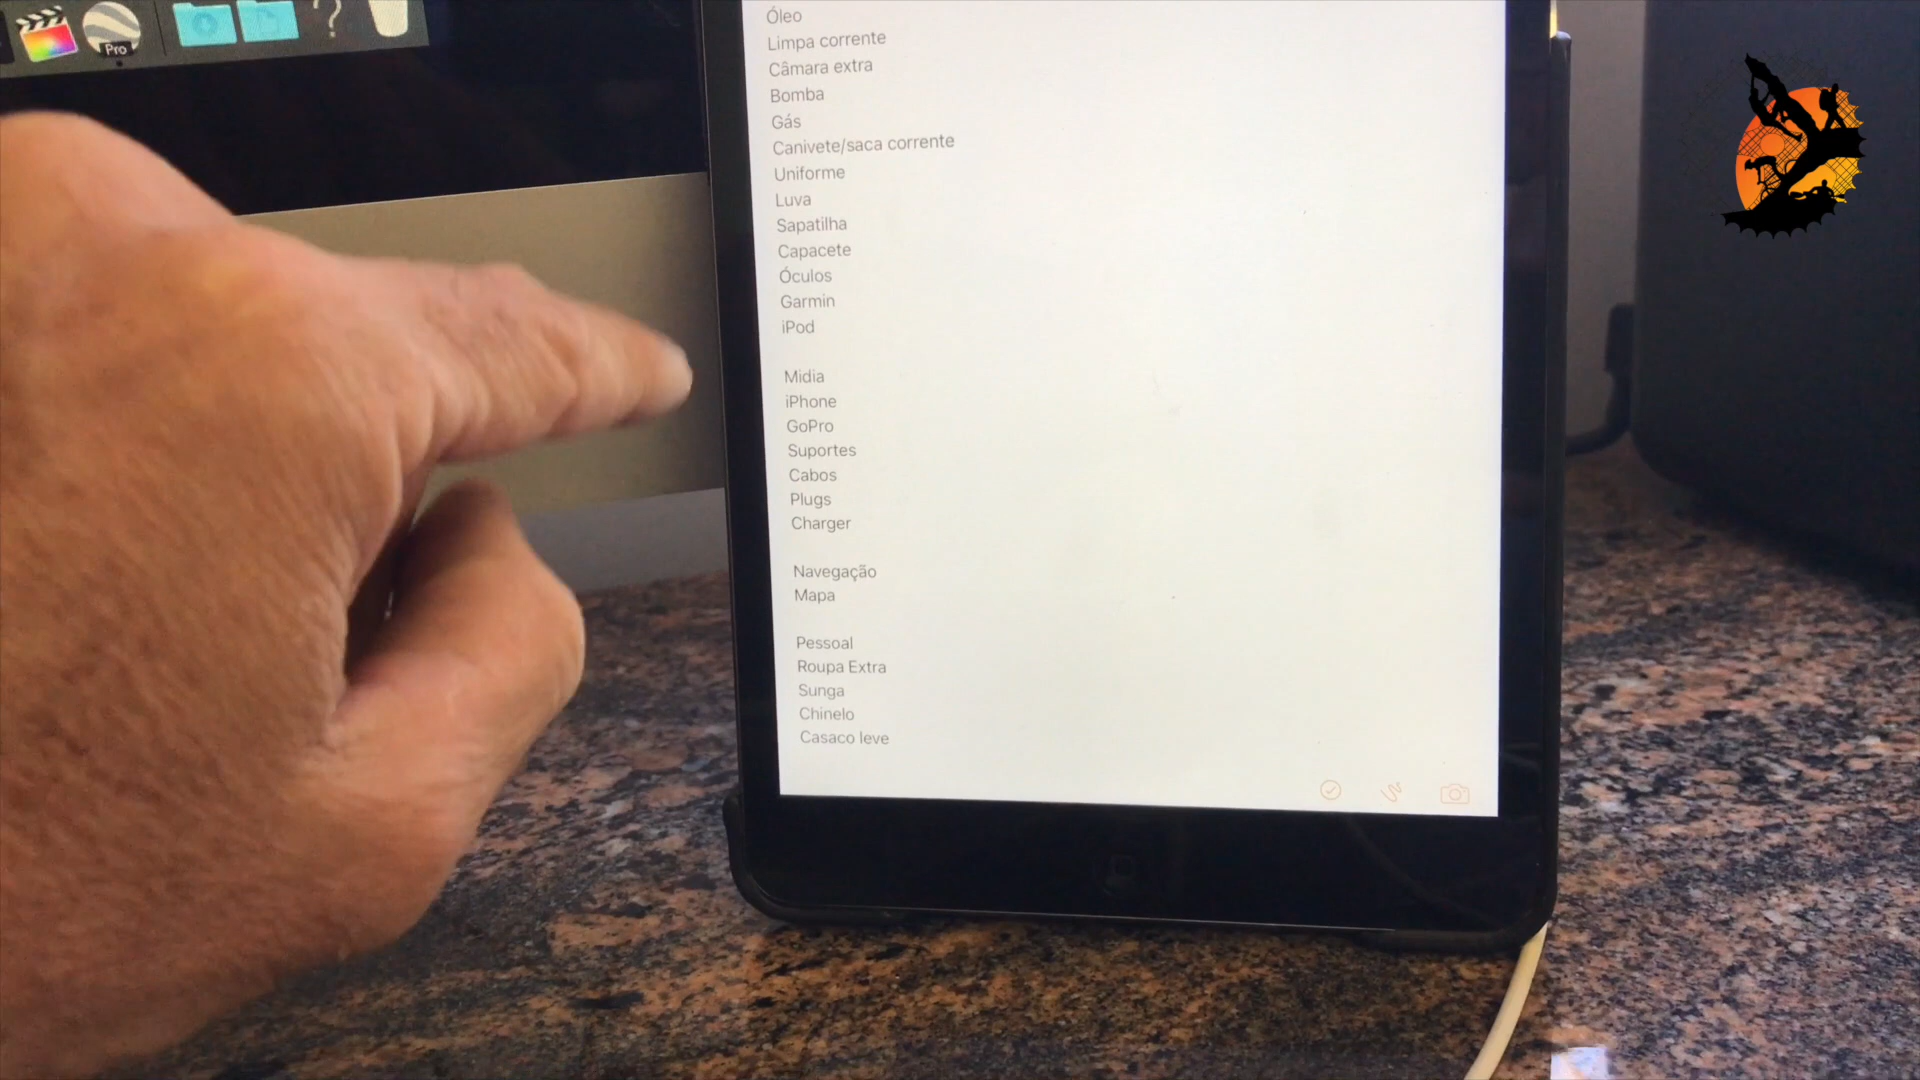 Pro
Óleo
Limpa corrente
Câmara extra
Bomba
Gás
Canivete/saca corrente
Uniforme
Luva
Sapatilha
Capacete
Óculos
Garmin
iPod
Midia
iPhone
GoPro
Suportes
Cabos
Plugs
Charger
Navegação
Mapa
Pessoal
Roupa Extra
Sunga
Chinelo
Casaco leve